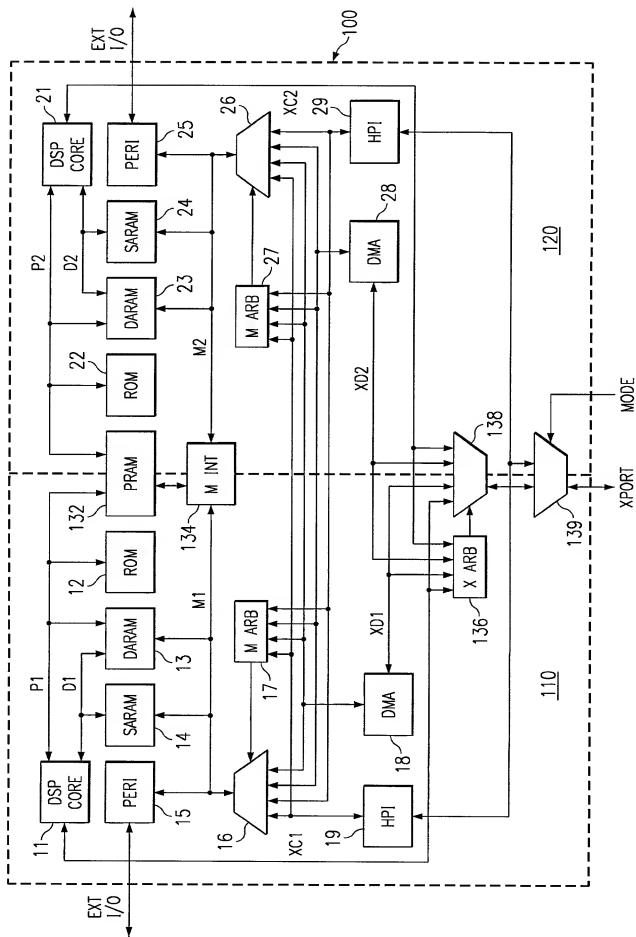 EXT
I/O
100
21
DSP
CORE
PERI
25
26
XC2
29
HPI
P2
D2
SARAM
24
DARAM
23
M2
M ARB
27
DMA
28
120
22
ROM
XD2
132
PRAM
M INT
134
138
MODE
139
XPORT
12
ROM
M1
X ARB
136
XD1
P1
D1
DARAM
13
M ARB
17
SARAM
14
DMA
18
110
DSP
CORE
11
PERI
15
16
XC1
HPI
19
EXT
I/O